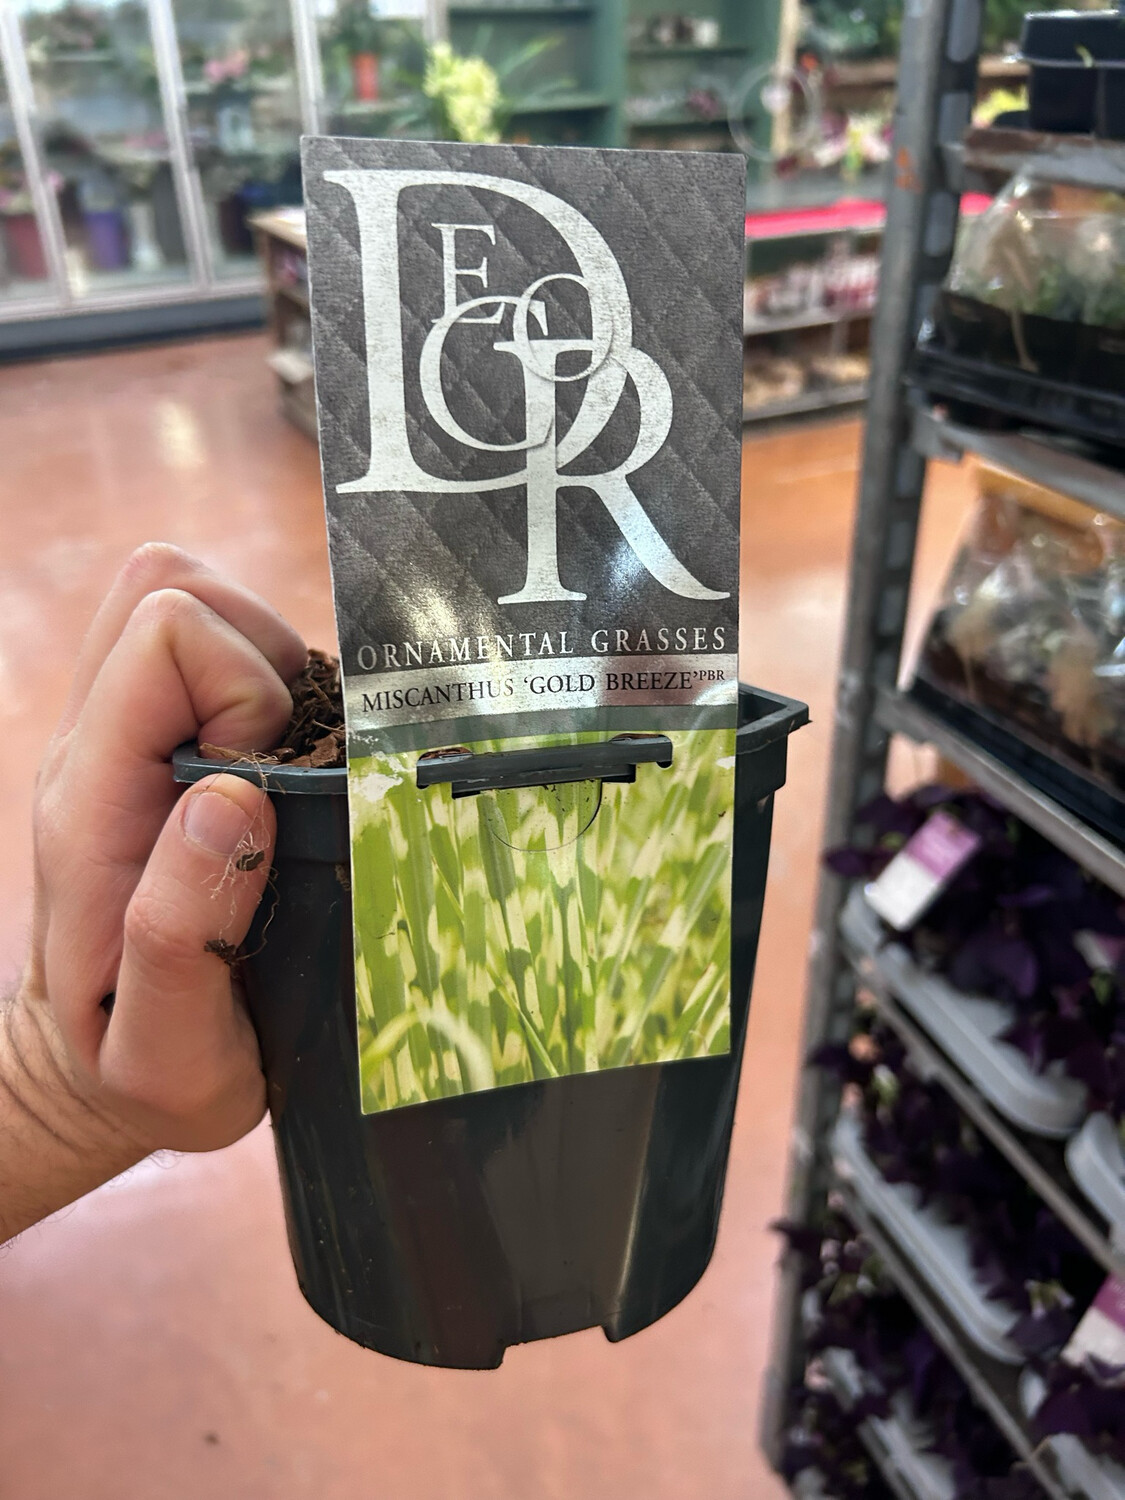 DECOR
ORNAMENTAL GRASSES
MISCANTHUS 'GOLD BREEZE'PBR